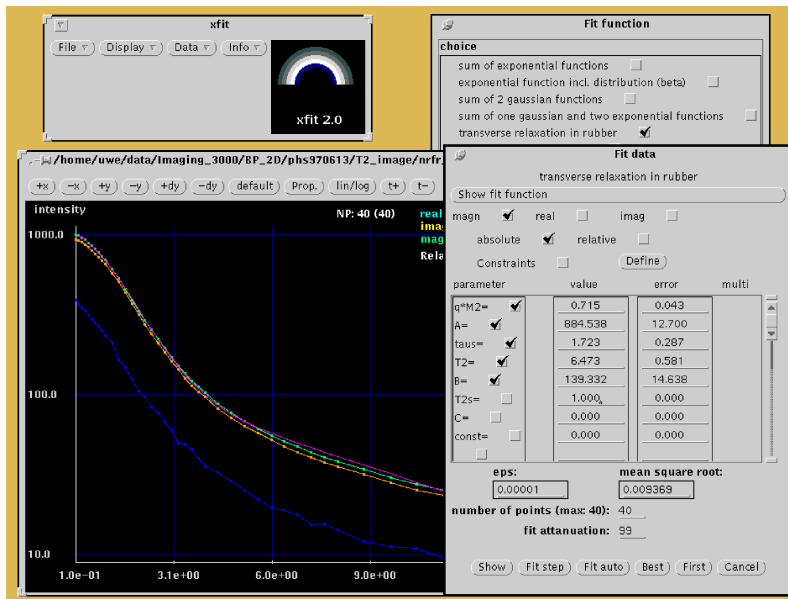 xfit
File Display Data Info
xfit 2.0
Fit function
choice
sum of exponential functions
exponential function incl. distribution (beta)
sum of 2 gaussian functions
sum of one gaussian and two exponential functions
transverse relaxation in rubber
/home/uwe/data/Imaging_3000/BP_2D/phs970613/T2_image/nrfr
+x -x +y -y +dy -dy default Prop. lin/log t+ t-
intensity
NP: 40 (40)
real
ima
mag
Rela
1000.0
100.0
10.0
1.0e-01 3.1e+00 6.0e+00 9.0e+00
Fit data
transverse relaxation in rubber
Show fit function
magn real imag
absolute relative
Constraints Define
parameter value error multi
q*M2= 0.715 0.043
A= 884.538 12.700
taus= 1.723 0.287
T2= 6.473 0.581
B= 139.332 14.638
T2s= 1.000 0.000
C= 0.000 0.000
const= 0.000 0.000
eps: mean square root:
0.00001 0.009369
number of points (max: 40): 40
fit attanuation: 99
Show Fit step Fit auto Best First Cancel